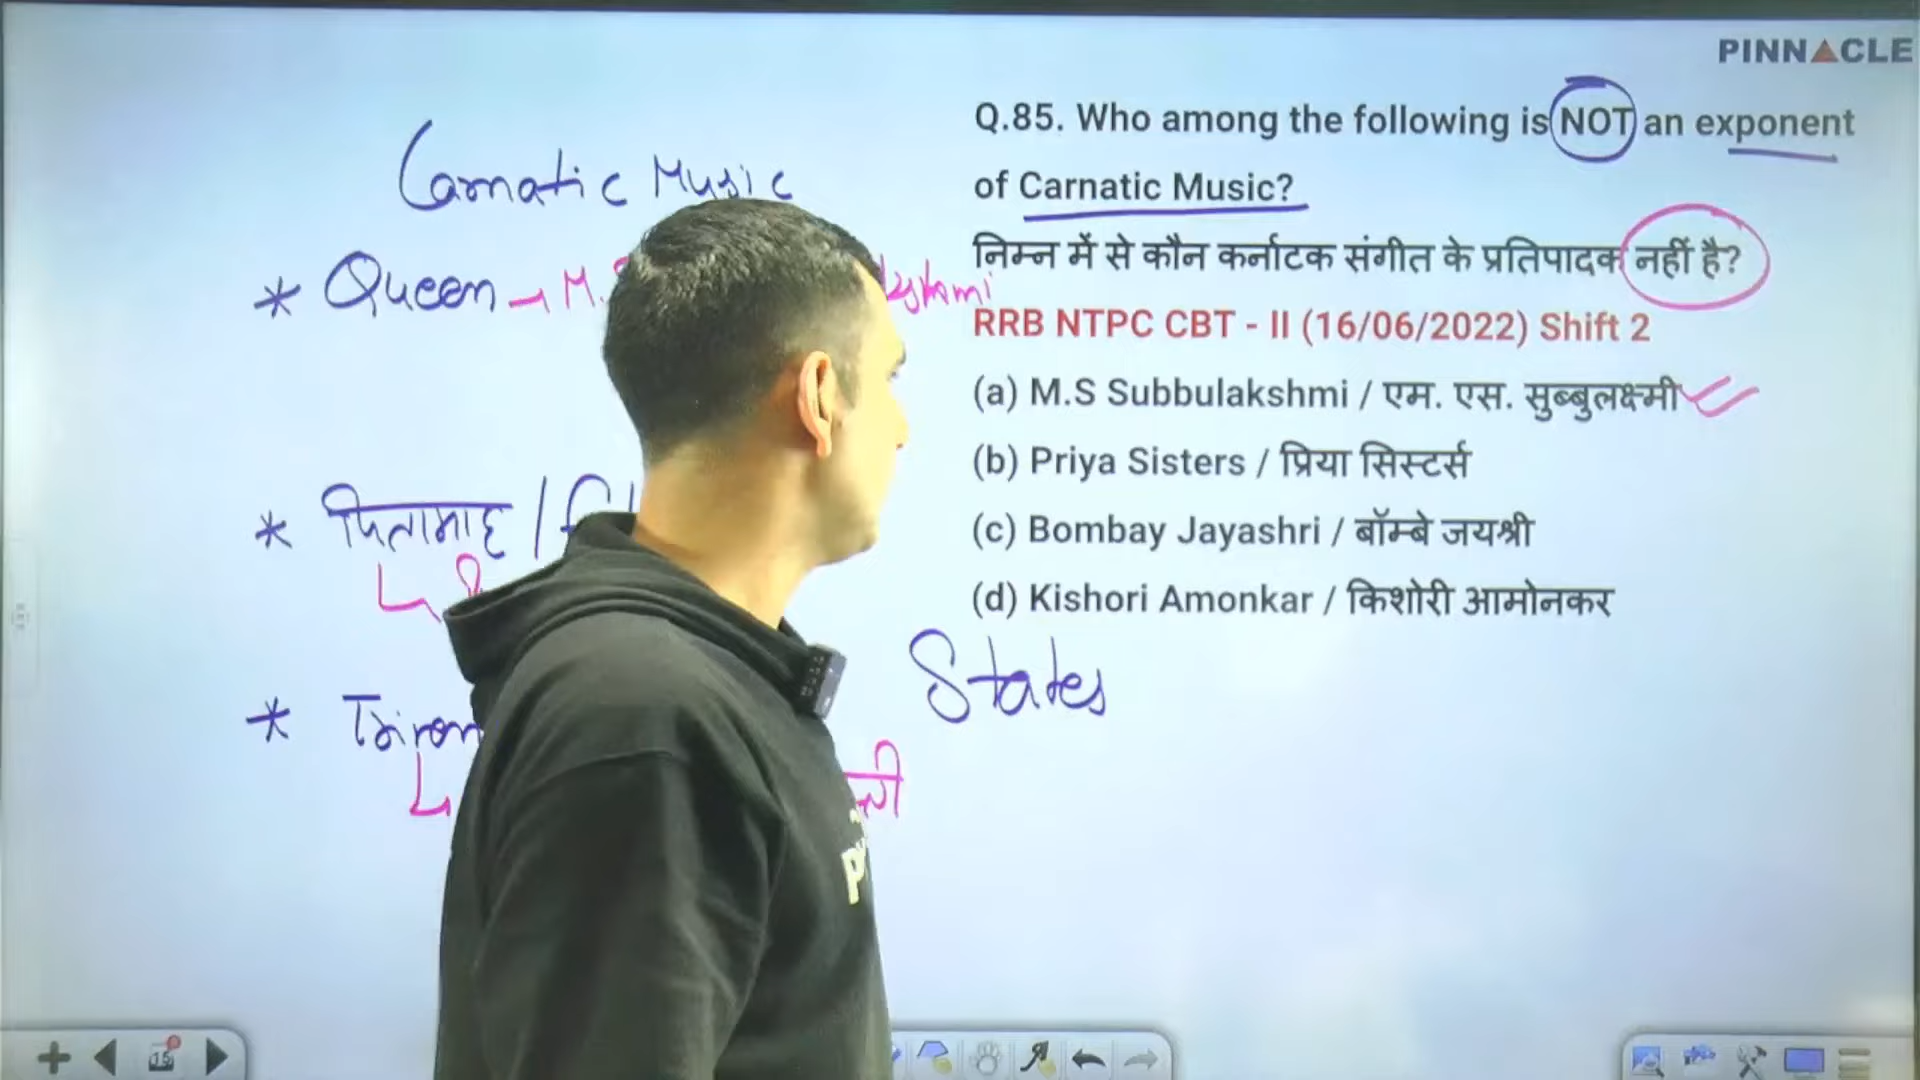 PINNACLE
Q.85. Who among the following is NOT an exponent
of Carnatic Music?
निम्न में से कौन कर्नाटक संगीत के प्रतिपादक नहीं है?
RRB NTPC CBT - II (16/06/2022) Shift 2
(a) M.S Subbulakshmi / एम. एस. सुब्बुलक्ष्मी
(b) Priya Sisters / प्रिया सिस्टर्स
(c) Bombay Jayashri / बॉम्बे जयश्री
(d) Kishori Amonkar / किशोरी आमोनकर
Carnatic Music
* Queen → M.
* पितामाह /
*
States
15